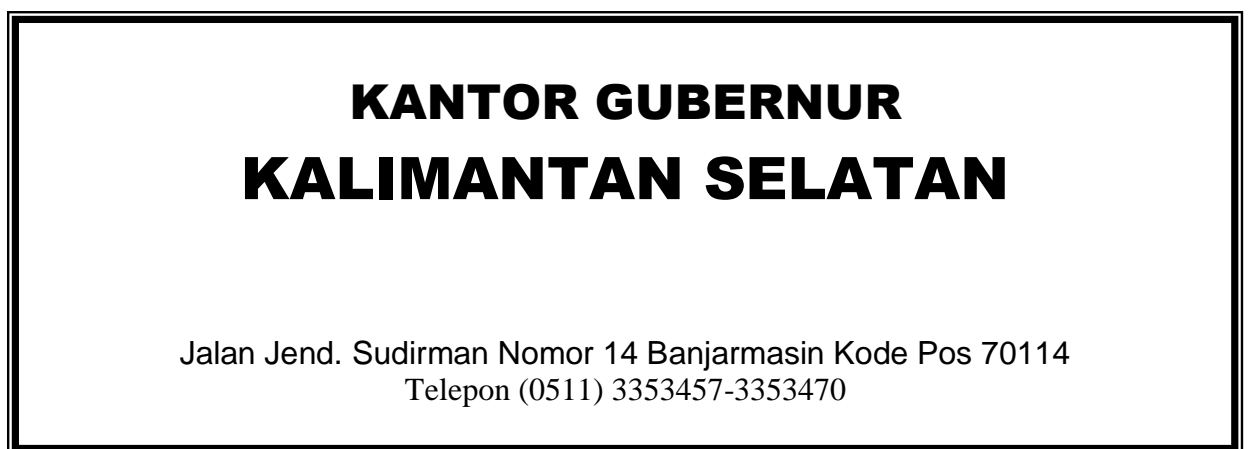 KANTOR GUBERNUR
KALIMANTAN SELATAN
Jalan Jend. Sudirman Nomor 14 Banjarmasin Kode Pos 70114
Telepon (0511) 3353457-3353470